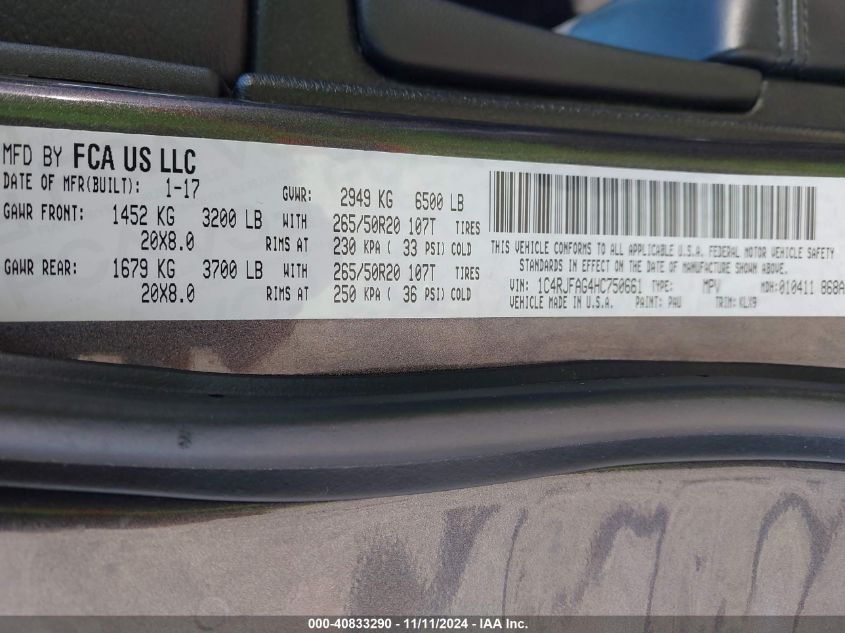 MFD BY FCA US LLC
DATE OF MFR(BUILT): 1-17 GVWR: 2949 KG 6500 LB
GAWR FRONT: 1452 KG 3200 LB WITH 265/50R20 107T TIRES
20X8.0 RIMS AT 230 KPA ( 33 PSI) COLD
GAWR REAR: 1679 KG 3700 LB WITH 265/50R20 107T TIRES
20X8.0 RIMS AT 250 KPA ( 36 PSI) COLD
THIS VEHICLE CONFORMS TO ALL APPLICABLE U.S.A. FEDERAL MOTOR VEHICLE SAFETY
STANDARDS IN EFFECT ON THE DATE OF MANUFACTURE SHOWN ABOVE.
VIN: 1C4RJFAG4HC750661 TYPE: MPV MDH:010411 868A
VEHICLE MADE IN U.S.A. PAINT: PAU TRIM: KLX9
000-40833290 - 11/11/2024 - IAA Inc.